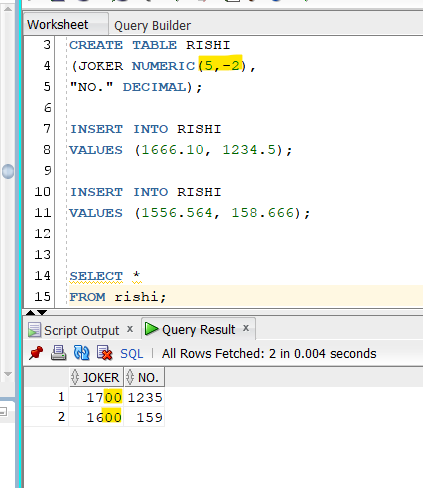 Worksheet Query Builder
3 CREATE TABLE RISHI
4 (JOKER NUMERIC(5,-2),
5 "NO." DECIMAL);
6
7 INSERT INTO RISHI
8 VALUES (1666.10, 1234.5);
9
10 INSERT INTO RISHI
11 VALUES (1556.564, 158.666);
12
13
14 SELECT *
15 FROM rishi;
Script Output x Query Result x
SQL | All Rows Fetched: 2 in 0.004 seconds
JOKER NO.
1 1700 1235
2 1600 159